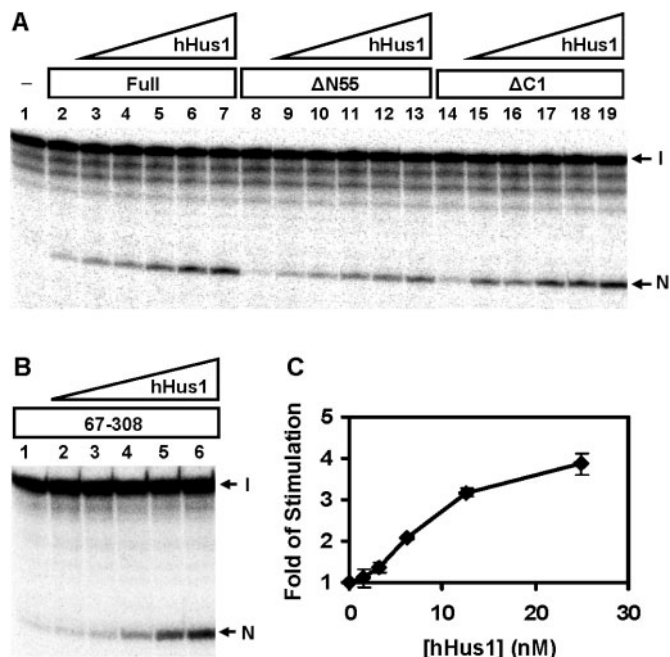 A
hHus1 hHus1 hHus1
– Full ΔN55 ΔC1
1 2 3 4 5 6 7 8 9 10 11 12 13 14 15 16 17 18 19
I
N
B
hHus1
67-308
1 2 3 4 5 6
I
N
C
Fold of Stimulation
5
4
3
2
1
0 10 20 30
[hHus1] (nM)